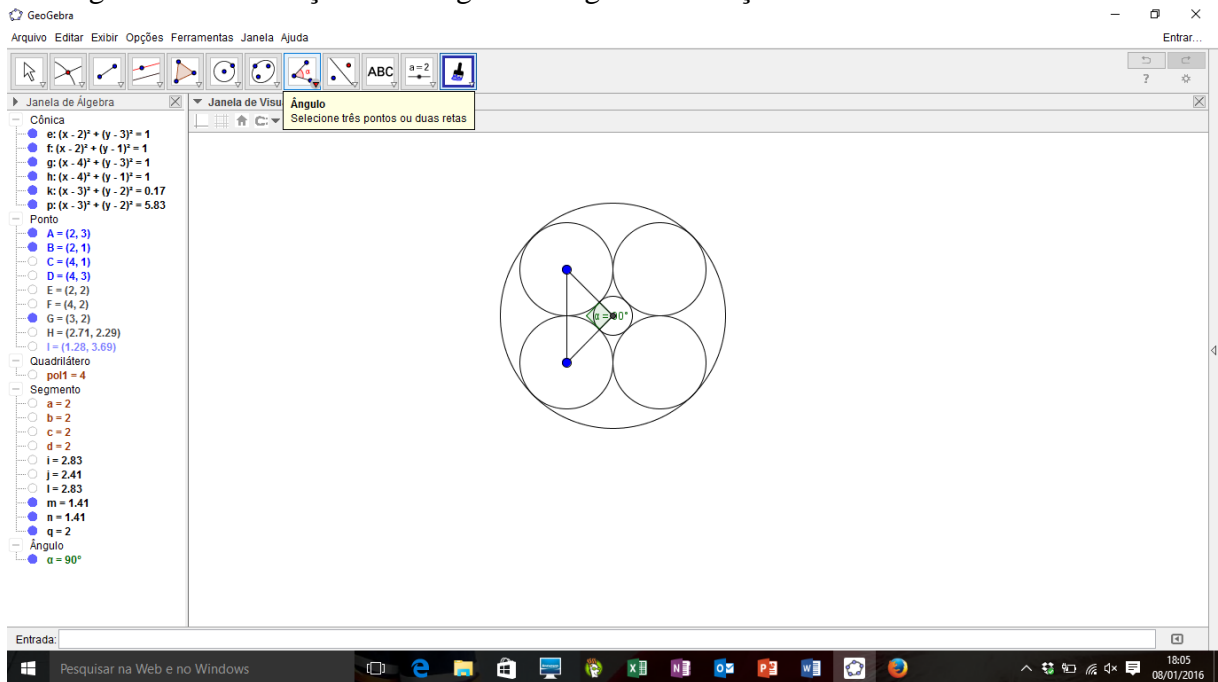 GeoGebra
Arquivo Editar Exibir Opções Ferramentas Janela Ajuda
Entrar...
ABC
a=2
Janela de Álgebra
Janela de Visu
Ângulo
Selecione três pontos ou duas retas
Cônica
e: (x - 2)² + (y - 3)² = 1
f: (x - 2)² + (y - 1)² = 1
g: (x - 4)² + (y - 3)² = 1
h: (x - 4)² + (y - 1)² = 1
k: (x - 3)² + (y - 2)² = 0.17
p: (x - 3)² + (y - 2)² = 5.83
Ponto
A = (2, 3)
B = (2, 1)
C = (4, 1)
D = (4, 3)
E = (2, 2)
F = (4, 2)
G = (3, 2)
H = (2.71, 2.29)
I = (1.28, 3.69)
Quadrilátero
pol1 = 4
Segmento
a = 2
b = 2
c = 2
d = 2
i = 2.83
j = 2.41
l = 2.83
m = 1.41
n = 1.41
q = 2
Ângulo
α = 90°
α = 90°
Entrada:
Pesquisar na Web e no Windows
18:05
08/01/2016